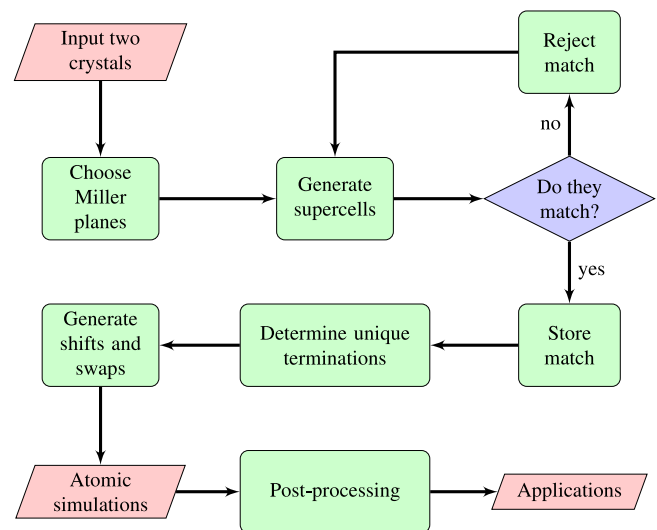 Input two
crystals
Reject
match
no
Choose
Miller
planes
Generate
supercells
Do they
match?
yes
Generate
shifts and
swaps
Determine unique
terminations
Store
match
Atomic
simulations
Post-processing
Applications